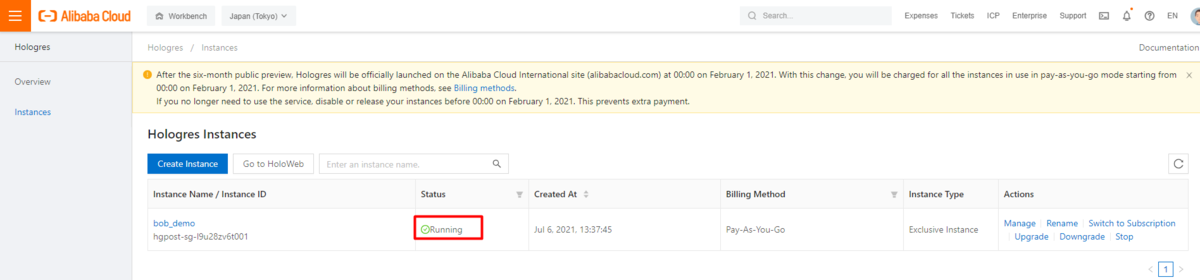 Alibaba Cloud
Workbench
Japan (Tokyo)
Search...
Expenses
Tickets
ICP
Enterprise
Support
EN
Hologres
Overview
Instances
Hologres / Instances
Documentation
After the six-month public preview, Hologres will be officially launched on the Alibaba Cloud International site (alibabacloud.com) at 00:00 on February 1, 2021. With this change, you will be charged for all the instances in use in pay-as-you-go mode starting from
00:00 on February 1, 2021. For more information about billing methods, see Billing methods.
If you no longer need to use the service, disable or release your instances before 00:00 on February 1, 2021. This prevents extra payment.
Hologres Instances
Create Instance
Go to HoloWeb
Enter an instance name.
Instance Name / Instance ID
Status
Created At
Billing Method
Instance Type
Actions
bob_demo
hgpost-sg-l9u28zv6t001
Running
Jul 6, 2021, 13:37:45
Pay-As-You-Go
Exclusive Instance
Manage
Rename
Switch to Subscription
Upgrade
Downgrade
Stop
1